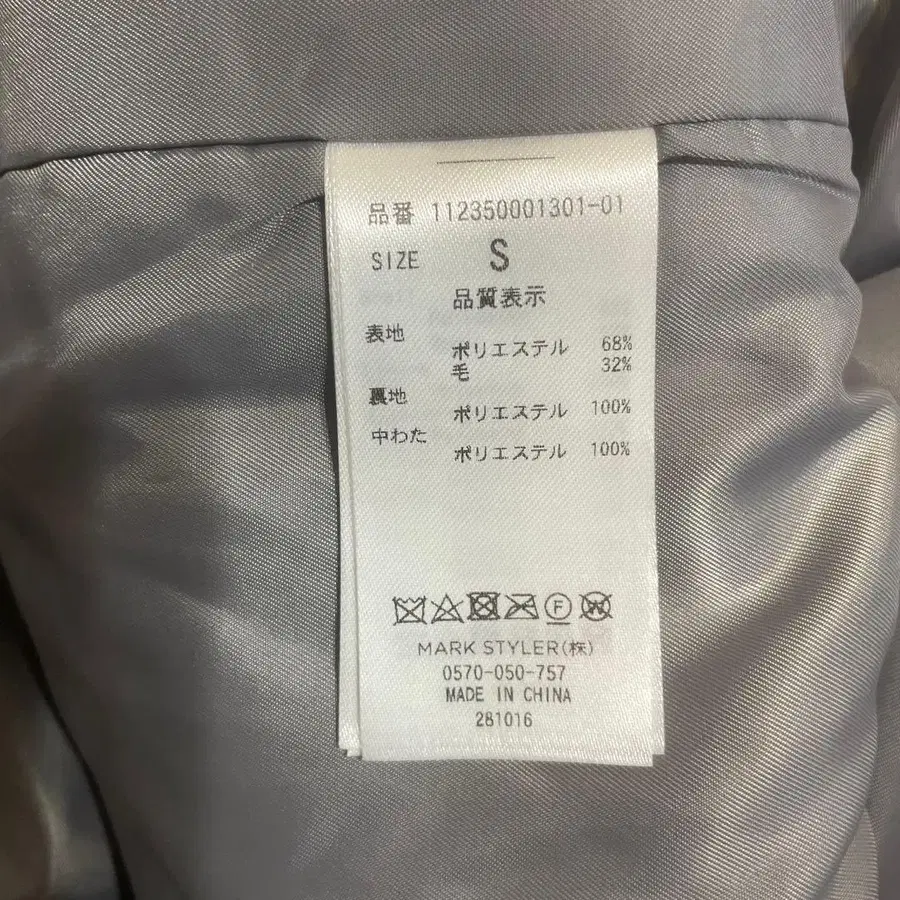 品番 112350001301-01
SIZE S
品質表示
表地
ポリエステル 68%
毛 32%
裏地
ポリエステル 100%
中わた
ポリエステル 100%
F W
MARK STYLER(株)
0570-050-757
MADE IN CHINA
281016